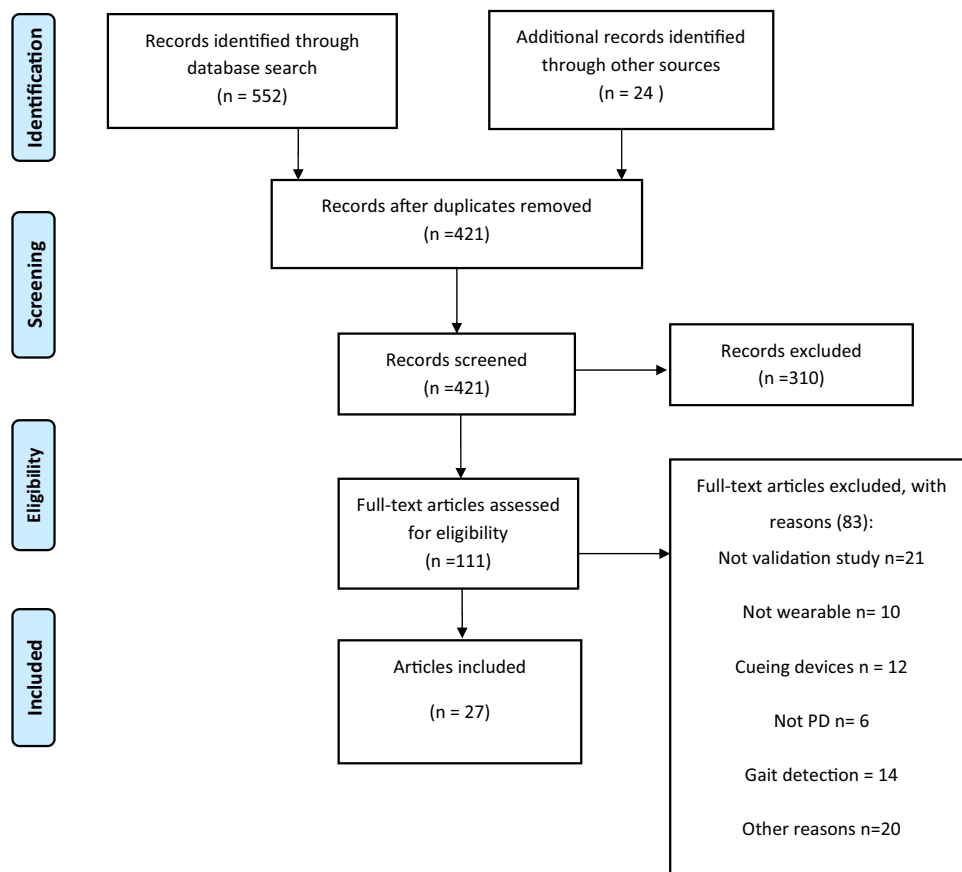 Identification
Records identified through
database search
(n = 552)
Additional records identified
through other sources
(n = 24 )
Records after duplicates removed
(n =421)
Screening
Records screened
(n =421)
Records excluded
(n =310)
Eligibility
Full-text articles assessed
for eligibility
(n =111)
Full-text articles excluded, with
reasons (83):
Not validation study n=21
Not wearable n= 10
Cueing devices n = 12
Not PD n= 6
Gait detection = 14
Other reasons n=20
Included
Articles included
(n = 27)